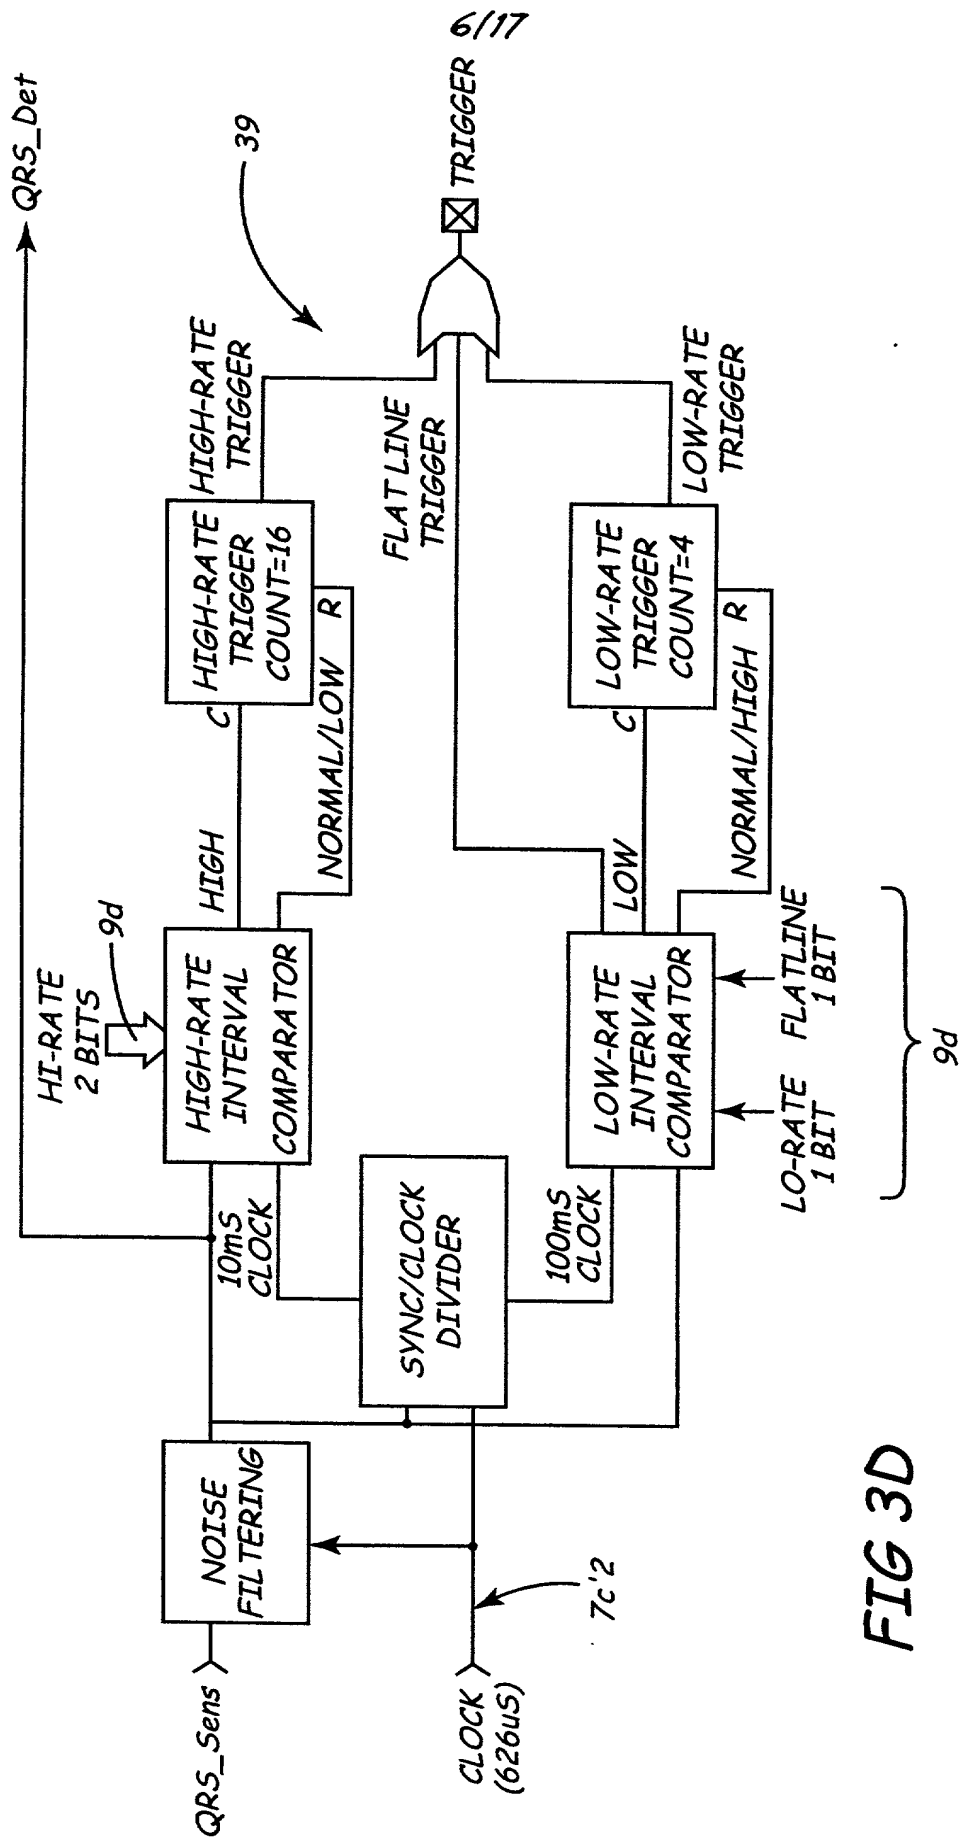 6/17
QRS_Det
39
HI-RATE
2 BITS
9d
HIGH-RATE
INTERVAL
COMPARATOR
HIGH
NORMAL/LOW
C
R
HIGH-RATE
TRIGGER
COUNT=16
HIGH-RATE
TRIGGER
QRS_Sens
NOISE
FILTERING
10mS
CLOCK
SYNC/CLOCK
DIVIDER
100mS
CLOCK
FLAT LINE
TRIGGER
TRIGGER
CLOCK
(626uS)
7c'2
LOW-RATE
INTERVAL
COMPARATOR
LOW
NORMAL/HIGH
C
R
LOW-RATE
TRIGGER
COUNT=4
LOW-RATE
TRIGGER
LO-RATE
1 BIT
FLATLINE
1 BIT
9d
FIG 3D